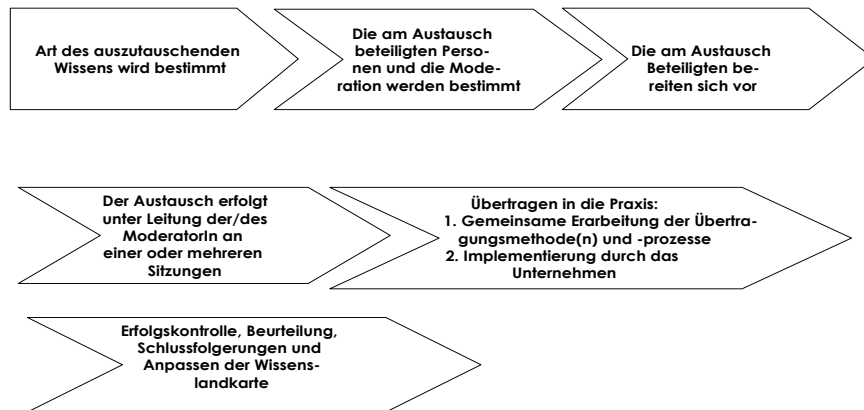 Art des auszutauschenden
Wissens wird bestimmt
Die am Austausch
beteiligten Perso-
nen und die Mode-
ration werden bestimmt
Die am Austausch
Beteiligten be-
reiten sich vor
Der Austausch erfolgt
unter Leitung der/des
ModeratorIn an
einer oder mehreren
Sitzungen
Übertragen in die Praxis:
1. Gemeinsame Erarbeitung der Übertra-
gungsmethode(n) und -prozesse
2. Implementierung durch das
Unternehmen
Erfolgskontrolle, Beurteilung,
Schlussfolgerungen und
Anpassen der Wissens-
landkarte